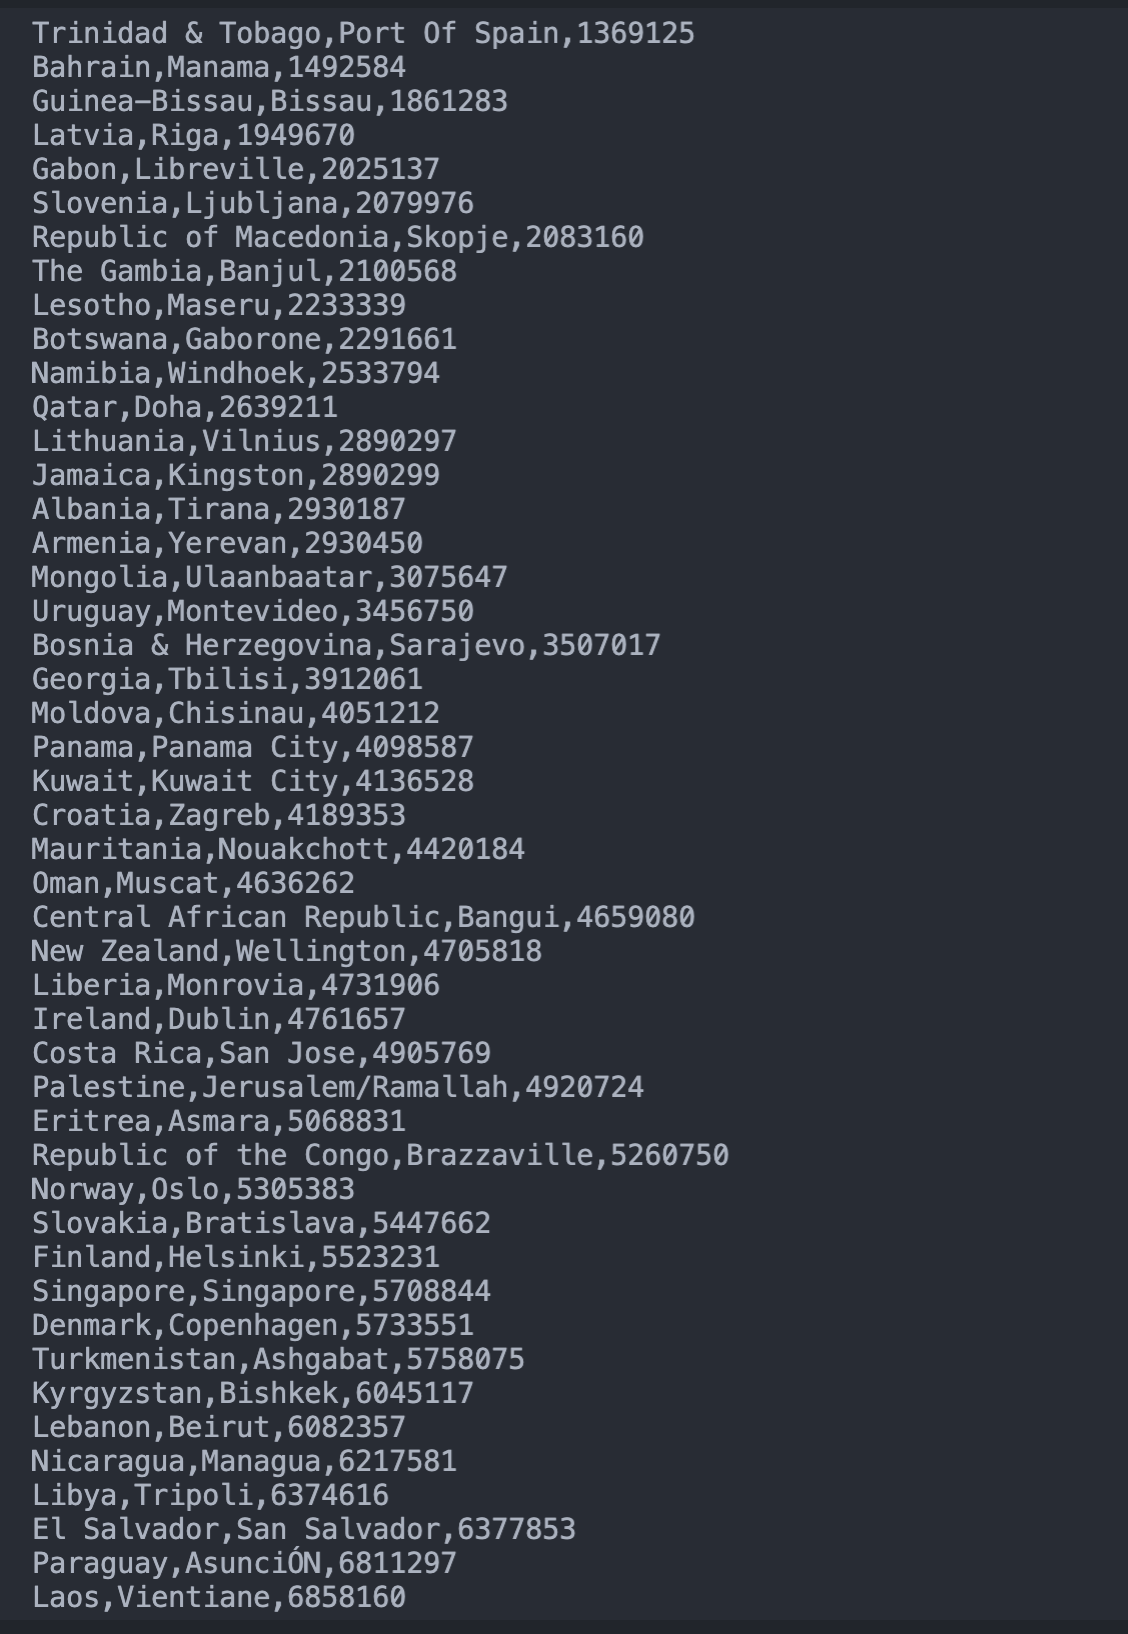 Trinidad & Tobago,Port Of Spain,1369125
Bahrain,Manama,1492584
Guinea-Bissau,Bissau,1861283
Latvia,Riga,1949670
Gabon,Libreville,2025137
Slovenia,Ljubljana,2079976
Republic of Macedonia,Skopje,2083160
The Gambia,Banjul,2100568
Lesotho,Maseru,2233339
Botswana,Gaborone,2291661
Namibia,Windhoek,2533794
Qatar,Doha,2639211
Lithuania,Vilnius,2890297
Jamaica,Kingston,2890299
Albania,Tirana,2930187
Armenia,Yerevan,2930450
Mongolia,Ulaanbaatar,3075647
Uruguay,Montevideo,3456750
Bosnia & Herzegovina,Sarajevo,3507017
Georgia,Tbilisi,3912061
Moldova,Chisinau,4051212
Panama,Panama City,4098587
Kuwait,Kuwait City,4136528
Croatia,Zagreb,4189353
Mauritania,Nouakchott,4420184
Oman,Muscat,4636262
Central African Republic,Bangui,4659080
New Zealand,Wellington,4705818
Liberia,Monrovia,4731906
Ireland,Dublin,4761657
Costa Rica,San Jose,4905769
Palestine,Jerusalem/Ramallah,4920724
Eritrea,Asmara,5068831
Republic of the Congo,Brazzaville,5260750
Norway,Oslo,5305383
Slovakia,Bratislava,5447662
Finland,Helsinki,5523231
Singapore,Singapore,5708844
Denmark,Copenhagen,5733551
Turkmenistan,Ashgabat,5758075
Kyrgyzstan,Bishkek,6045117
Lebanon,Beirut,6082357
Nicaragua,Managua,6217581
Libya,Tripoli,6374616
El Salvador,San Salvador,6377853
Paraguay,AsunciÓN,6811297
Laos,Vientiane,6858160